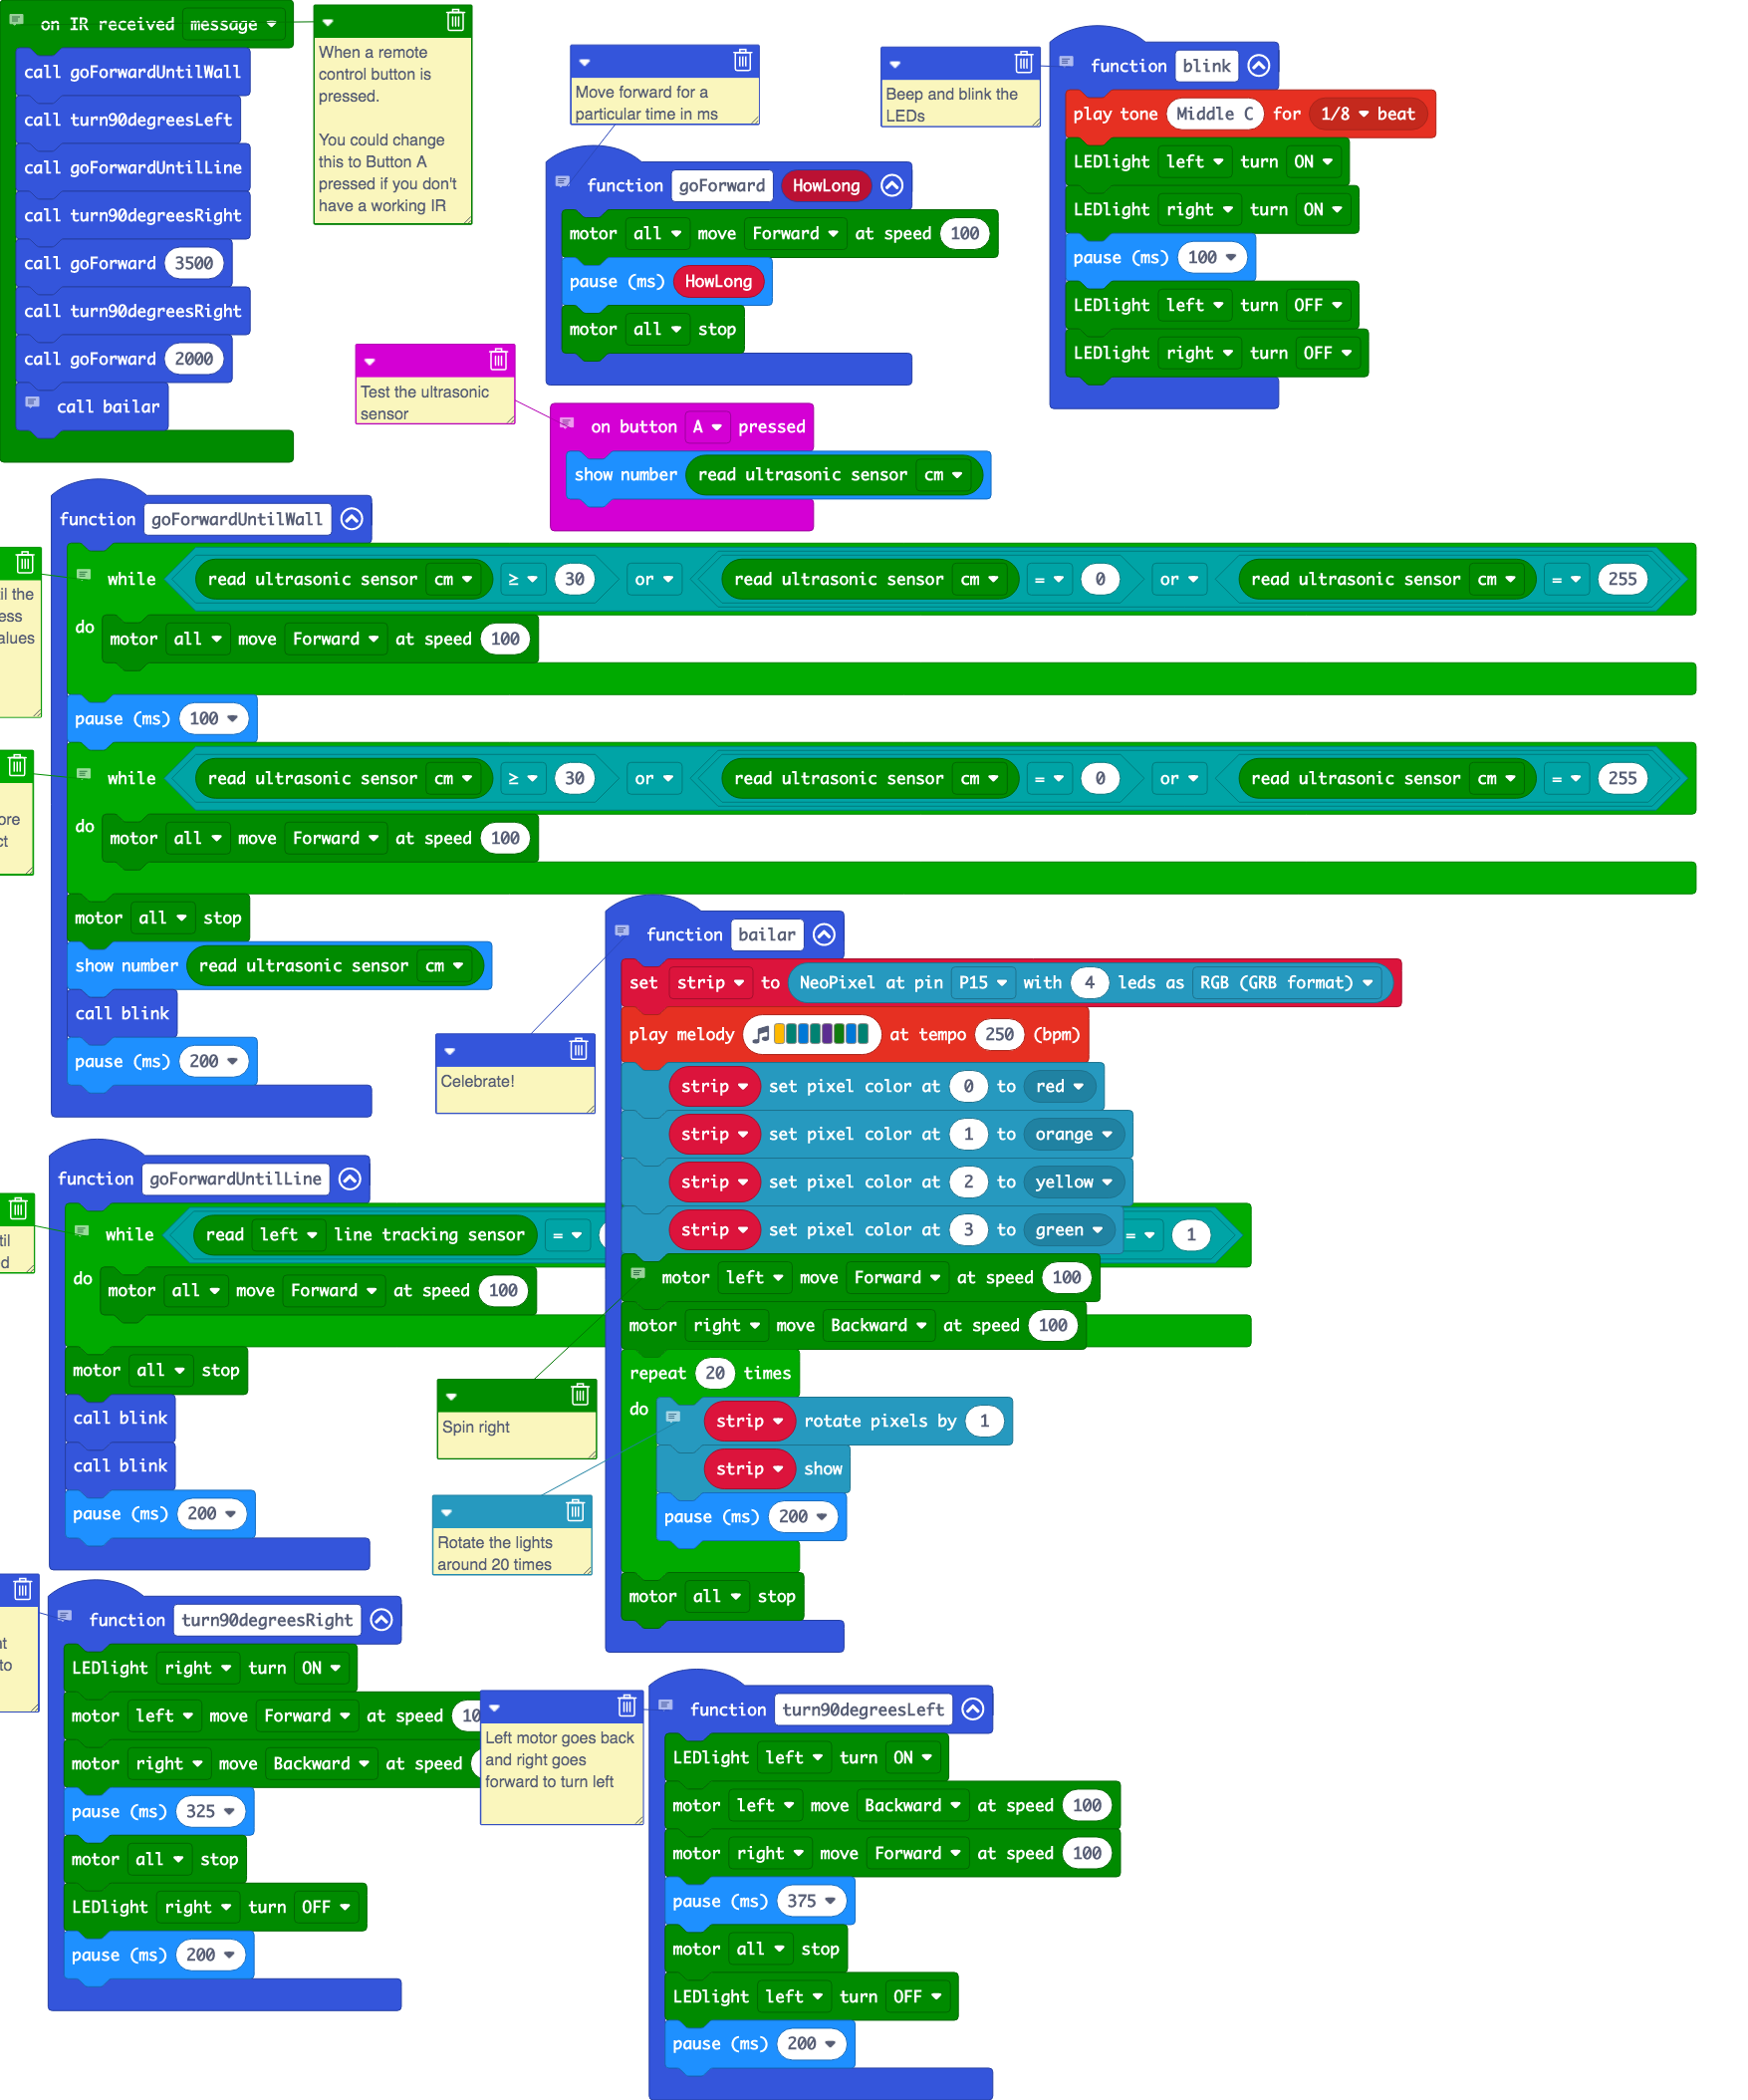 on IR received message
call goForwardUntilWall
call turn90degreesLeft
call goForwardUntilLine
call turn90degreesRight
call goForward 3500
call turn90degreesRight
call goForward 2000
call bailar
When a remote
control button is
pressed.
You could change
this to Button A
pressed if you don't
have a working IR
Move forward for a
particular time in ms
function goForward HowLong
motor all move Forward at speed 100
pause (ms) HowLong
motor all stop
Beep and blink the
LEDs
function blink
play tone Middle C for 1/8 beat
LEDlight left turn ON
LEDlight right turn ON
pause (ms) 100
LEDlight left turn OFF
LEDlight right turn OFF
Test the ultrasonic
sensor
on button A pressed
show number read ultrasonic sensor cm
function goForwardUntilWall
while read ultrasonic sensor cm ≥ 30 or read ultrasonic sensor cm = 0 or read ultrasonic sensor cm = 255
do
motor all move Forward at speed 100
pause (ms) 100
while read ultrasonic sensor cm ≥ 30 or read ultrasonic sensor cm = 0 or read ultrasonic sensor cm = 255
do
motor all move Forward at speed 100
motor all stop
show number read ultrasonic sensor cm
call blink
pause (ms) 200
il the
ess
alues
ore
ct
Celebrate!
function bailar
set strip to NeoPixel at pin P15 with 4 leds as RGB (GRB format)
play melody at tempo 250 (bpm)
strip set pixel color at 0 to red
strip set pixel color at 1 to orange
strip set pixel color at 2 to yellow
strip set pixel color at 3 to green
motor left move Forward at speed 100
motor right move Backward at speed 100
repeat 20 times
do
strip rotate pixels by 1
strip show
pause (ms) 200
motor all stop
Spin right
Rotate the lights
around 20 times
function goForwardUntilLine
while read left line tracking sensor = = 1
do
motor all move Forward at speed 100
motor all stop
call blink
call blink
pause (ms) 200
til
d
function turn90degreesRight
LEDlight right turn ON
motor left move Forward at speed 10
motor right move Backward at speed
pause (ms) 325
motor all stop
LEDlight right turn OFF
pause (ms) 200
nt
to
Left motor goes back
and right goes
forward to turn left
function turn90degreesLeft
LEDlight left turn ON
motor left move Backward at speed 100
motor right move Forward at speed 100
pause (ms) 375
motor all stop
LEDlight left turn OFF
pause (ms) 200